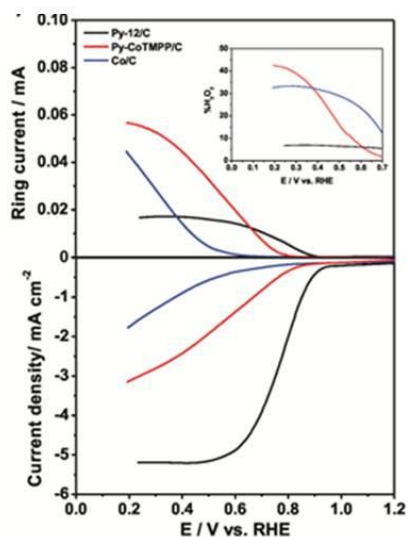 Py-12/C
Py-CoTMPP/C
Co/C
Ring current / mA
0.10
0.08
0.06
0.04
0.02
0
%H₂O₂
50
40
30
20
10
0
0.0 0.1 0.2 0.3 0.4 0.5 0.6 0.7
E / V vs. RHE
Current density/ mA cm⁻²
-1
-2
-3
-4
-5
-6
0.0 0.2 0.4 0.6 0.8 1.0 1.2
E / V vs. RHE